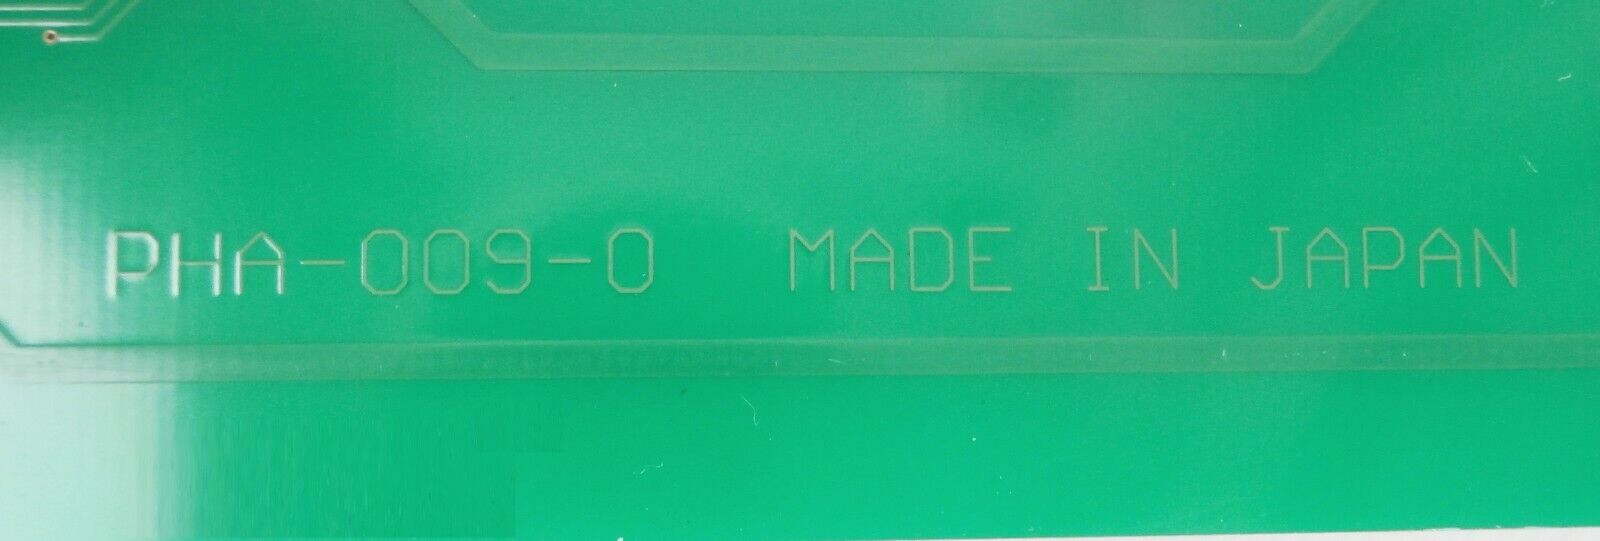 PHA-009-0 MADE IN JAPAN